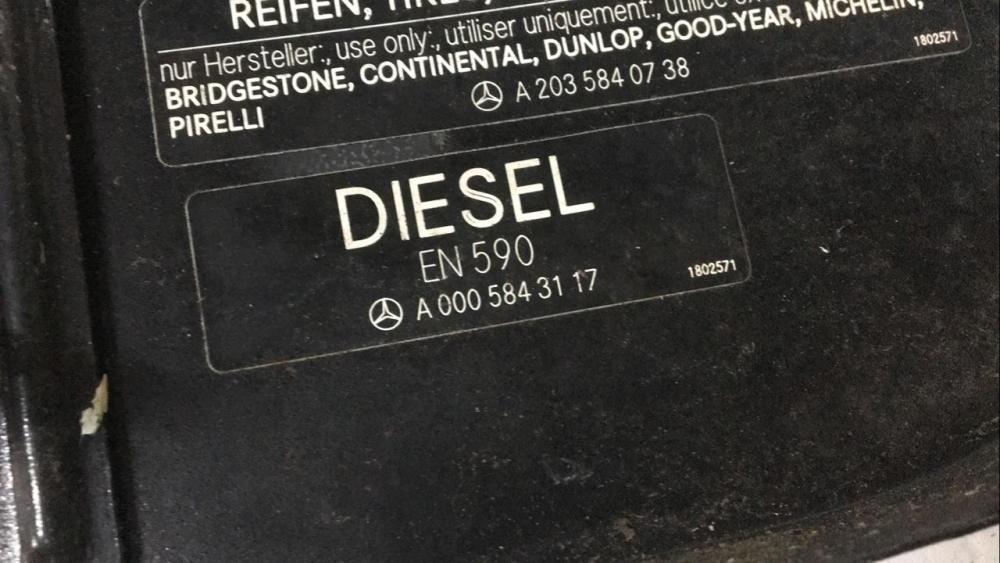 REIFEN,
nur Hersteller:, use only:, utiliser uniquement:,
BRIDGESTONE, CONTINENTAL, DUNLOP, GOOD-YEAR, MICHELIN,
PIRELLI
A 203 584 07 38
1802571
DIESEL
EN 590
A 000 584 31 17
1802571